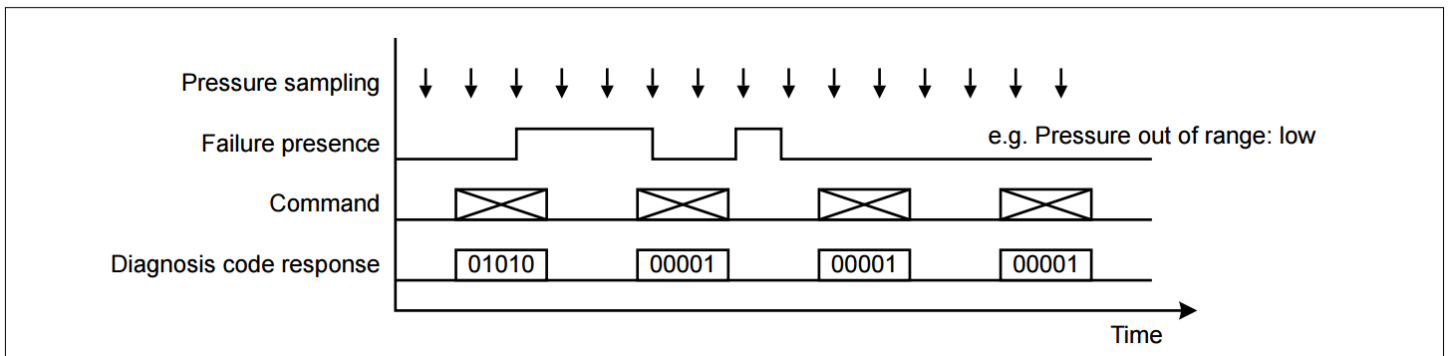 Pressure sampling
Failure presence
e.g. Pressure out of range: low
Command
Diagnosis code response
01010
00001
00001
00001
Time